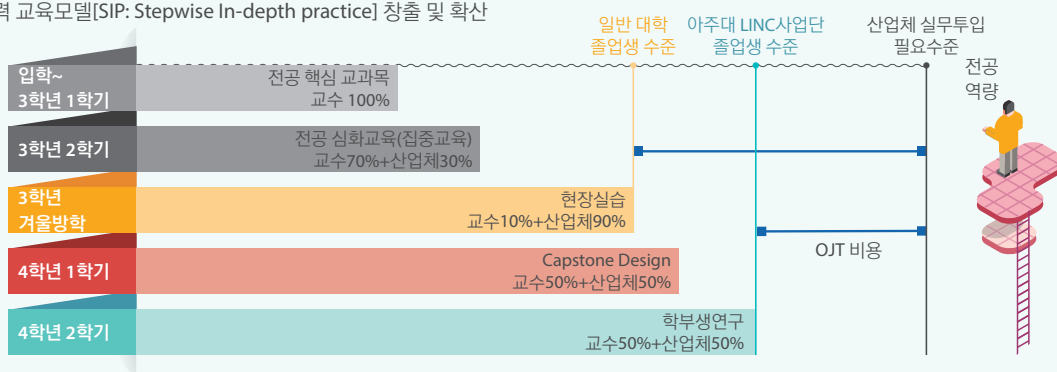 력 교육모델[SIP: Stepwise In-depth practice] 창출 및 확산
일반 대학
졸업생 수준
아주대 LINC사업단
졸업생 수준
산업체 실무투입
필요수준
전공
역량
입학~
3학년 1학기
전공 핵심 교과목
교수 100%
3학년 2학기
전공 심화교육(집중교육)
교수70%+산업체30%
3학년
겨울방학
현장실습
교수10%+산업체90%
OJT 비용
4학년 1학기
Capstone Design
교수50%+산업체50%
4학년 2학기
학부생연구
교수50%+산업체50%